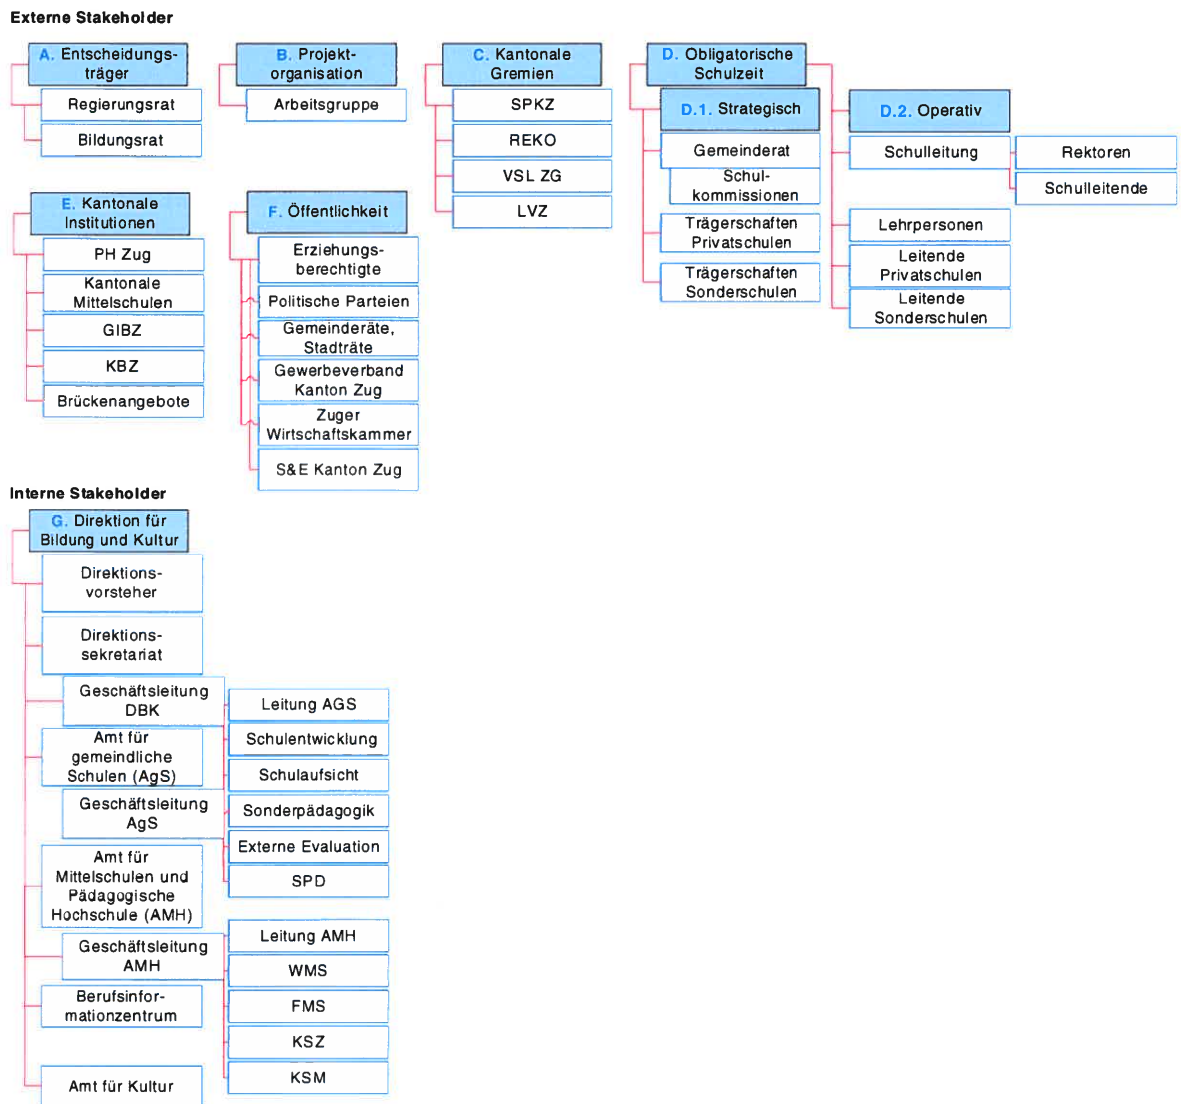 Externe Stakeholder
A. Entscheidungs-
träger
Regierungsrat
Bildungsrat
B. Projekt-
organisation
Arbeitsgruppe
C. Kantonale
Gremien
SPKZ
REKO
VSL ZG
LVZ
D. Obligatorische
Schulzeit
D.1. Strategisch
Gemeinderat
Schul-
kommissionen
Trägerschaften
Privatschulen
Trägerschaften
Sonderschulen
D.2. Operativ
Schulleitung
Rektoren
Schulleitende
Lehrpersonen
Leitende
Privatschulen
Leitende
Sonderschulen
E. Kantonale
Institutionen
PH Zug
Kantonale
Mittelschulen
GIBZ
KBZ
Brückenangebote
F. Öffentlichkeit
Erziehungs-
berechtigte
Politische Parteien
Gemeinderäte,
Stadträte
Gewerbeverband
Kanton Zug
Zuger
Wirtschaftskammer
S&E Kanton Zug
Interne Stakeholder
G. Direktion für
Bildung und Kultur
Direktions-
vorsteher
Direktions-
sekretariat
Geschäftsleitung
DBK
Amt für
gemeindliche
Schulen (AgS)
Geschäftsleitung
AgS
Leitung AGS
Schulentwicklung
Schulaufsicht
Sonderpädagogik
Externe Evaluation
SPD
Amt für
Mittelschulen und
Pädagogische
Hochschule (AMH)
Geschäftsleitung
AMH
Leitung AMH
WMS
FMS
KSZ
KSM
Berufsinfor-
mationzentrum
Amt für Kultur